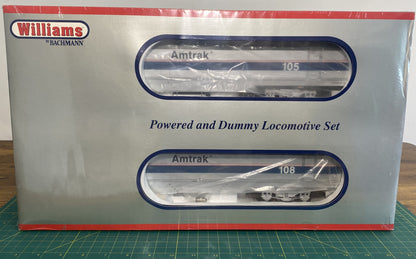 Williams
by BACHMANN
Amtrak
105
Powered and Dummy Locomotive Set
Amtrak
108